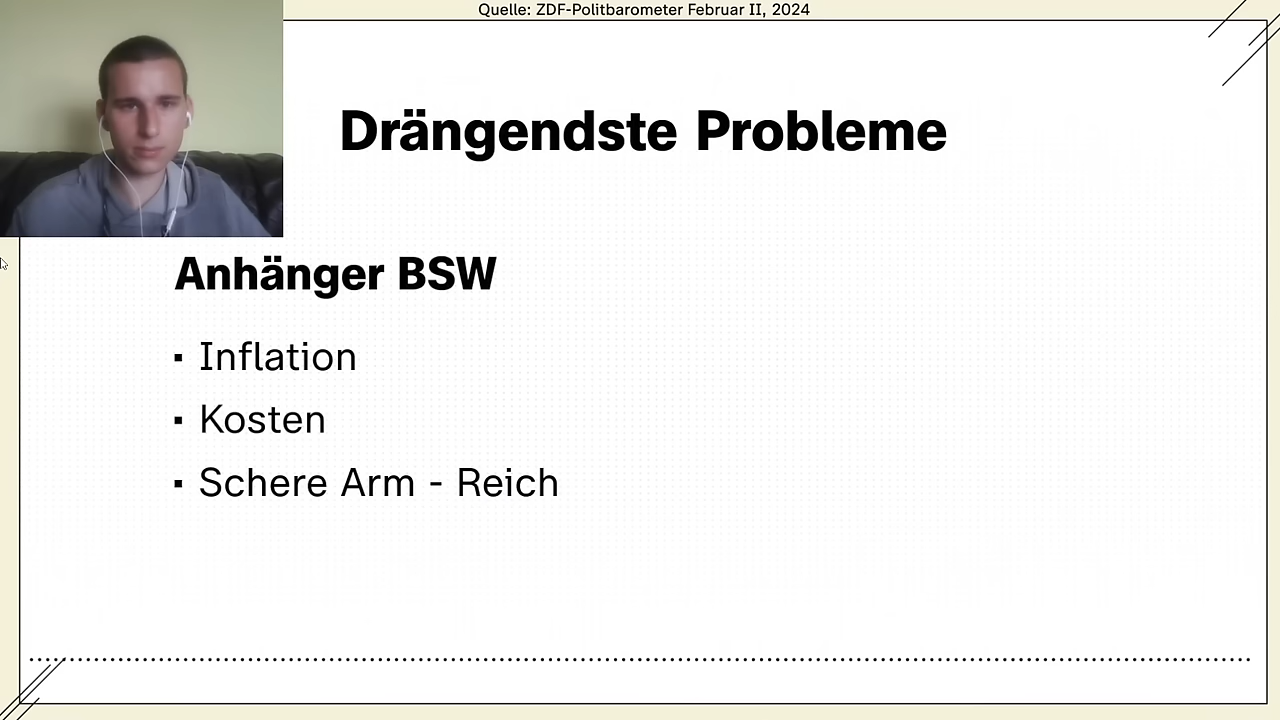 Quelle: ZDF-Politbarometer Februar II, 2024
Drängendste Probleme
Anhänger BSW
▪ Inflation
▪ Kosten
▪ Schere Arm - Reich